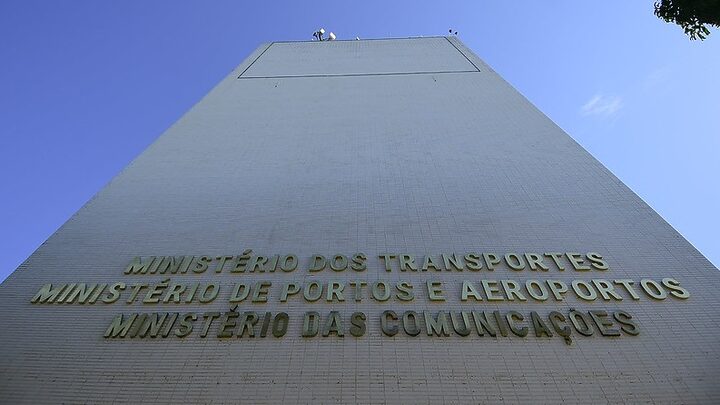 MINISTÉRIO DOS TRANSPORTES
MINISTÉRIO DE PORTOS E AEROPORTOS
MINISTÉRIO DAS COMUNICAÇÕES